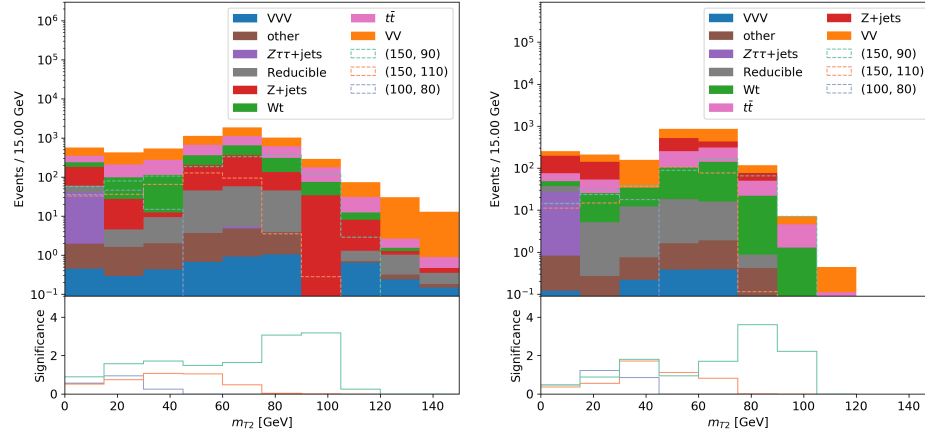 VVV
other
Zττ+jets
Reducible
Z+jets
Wt
tt̄
VV
(150, 90)
(150, 110)
(100, 80)
Events / 15.00 GeV
10⁶
10⁵
10⁴
10³
10²
10¹
10⁰
10⁻¹
Significance
4
2
0
0 20 40 60 80 100 120 140
mT2 [GeV]
VVV
other
Zττ+jets
Reducible
Wt
tt̄
Z+jets
VV
(150, 90)
(150, 110)
(100, 80)
Events / 15.00 GeV
10⁵
10⁴
10³
10²
10¹
10⁰
10⁻¹
Significance
4
2
0
0 20 40 60 80 100 120 140
mT2 [GeV]